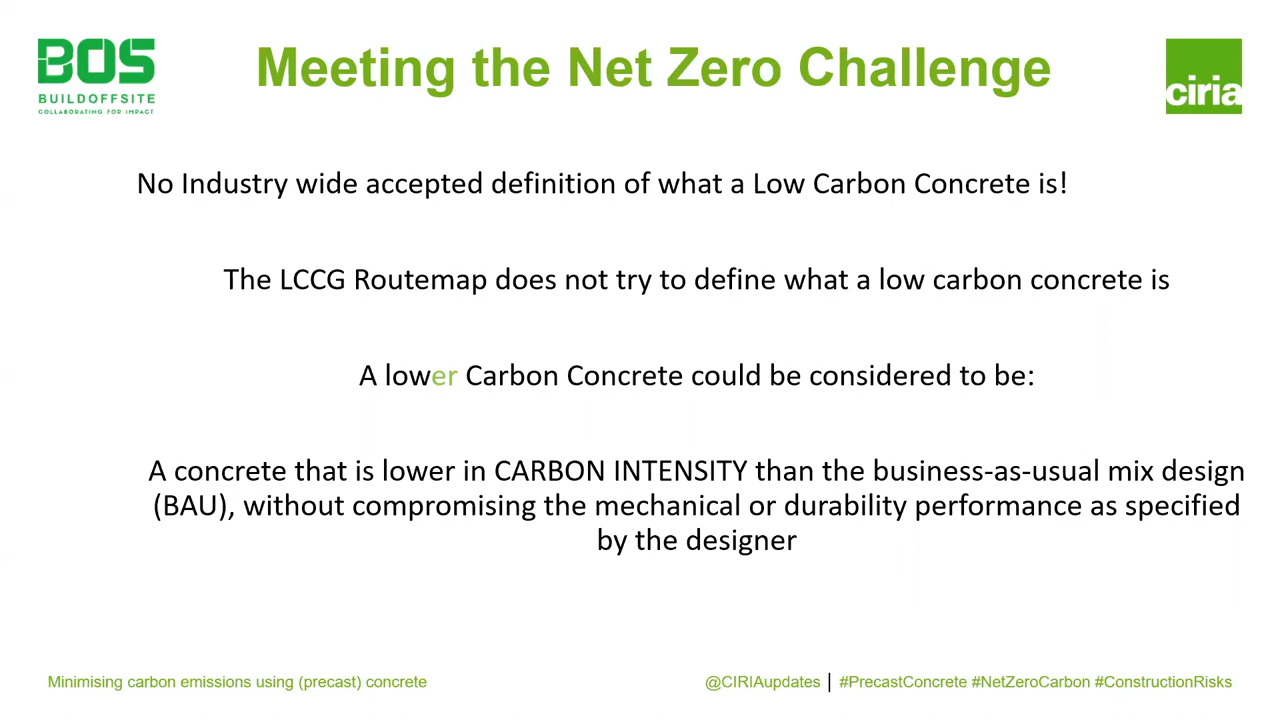 BOS
BUILDOFFSITE
COLLABORATING FOR IMPACT
Meeting the Net Zero Challenge
ciria
No Industry wide accepted definition of what a Low Carbon Concrete is!
The LCCG Routemap does not try to define what a low carbon concrete is
A lower Carbon Concrete could be considered to be:
A concrete that is lower in CARBON INTENSITY than the business-as-usual mix design
(BAU), without compromising the mechanical or durability performance as specified
by the designer
Minimising carbon emissions using (precast) concrete
@CIRIAupdates | #PrecastConcrete #NetZeroCarbon #ConstructionRisks